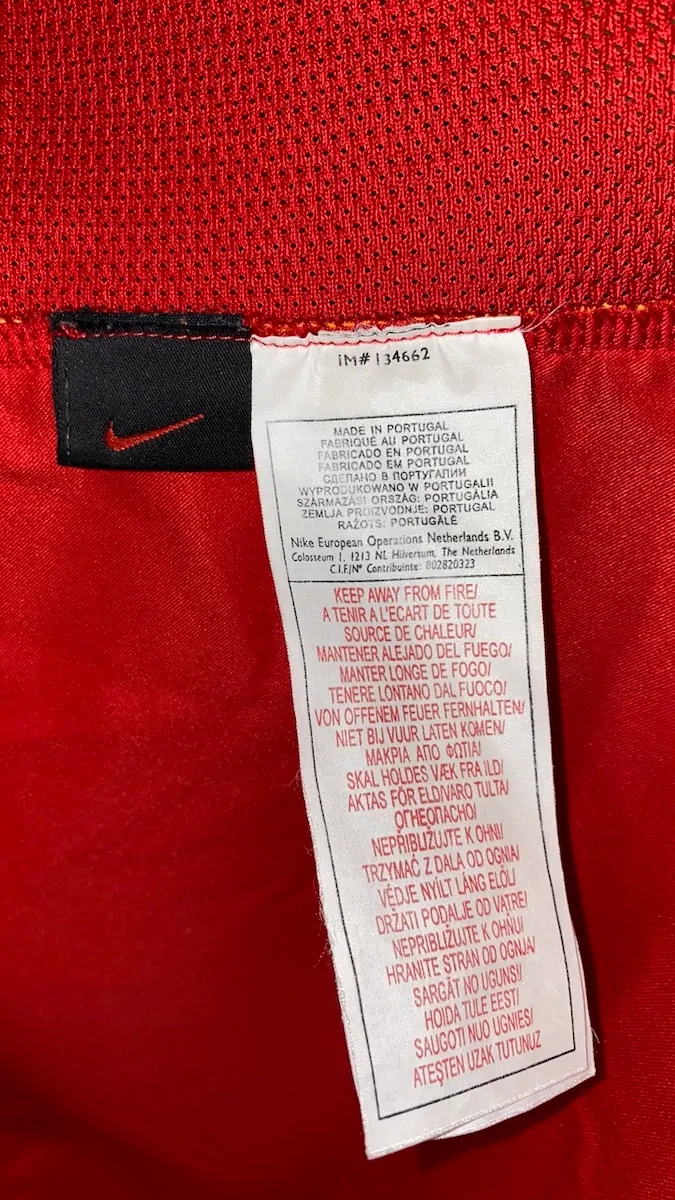 IM# 134662
MADE IN PORTUGAL
FABRIQUÉ AU PORTUGAL
FABRICADO EN PORTUGAL
FABRICADO EM PORTUGAL
СДЕЛАНО В ПОРТУГАЛИИ
WYPRODUKOWANO W PORTUGALII
SZÁRMAZÁSI ORSZÁG: PORTUGÁLIA
ZEMLJA PROIZVODNJE: PORTUGAL
RAŽOTS: PORTUGĀLĒ
Nike European Operations Netherlands B.V.
Colosseum 1, 1213 NL Hilversum, The Netherlands
C.I.F/Nº Contribuinte: 802820323
KEEP AWAY FROM FIRE/
A TENIR A L'ECART DE TOUTE
SOURCE DE CHALEUR/
MANTENER ALEJADO DEL FUEGO/
MANTER LONGE DE FOGO/
TENERE LONTANO DAL FUOCO/
VON OFFENEM FEUER FERNHALTEN/
NIET BIJ VUUR LATEN KOMEN/
ΜΑΚΡΙΑ ΑΠΟ ΦΩΤΙΑ/
SKAL HOLDES VÆK FRA ILD/
AKTAS FÖR ELD/VARO TULTA/
ОГНЕОПАСНО/
NEPŘIBLIŽUJTE K OHNI/
TRZYMAĆ Z DALA OD OGNIA/
VÉDJE NYÍLT LÁNG ELŐL/
DRŽATI PODALJE OD VATRE/
NEPRIBLIŽUJTE K OHŇU/
HRANITE STRAN OD OGNJA/
SARGĀT NO UGUNS/
HOIDA TULE EEST/
SAUGOTI NUO UGNIES/
ATEŞTEN UZAK TUTUNUZ